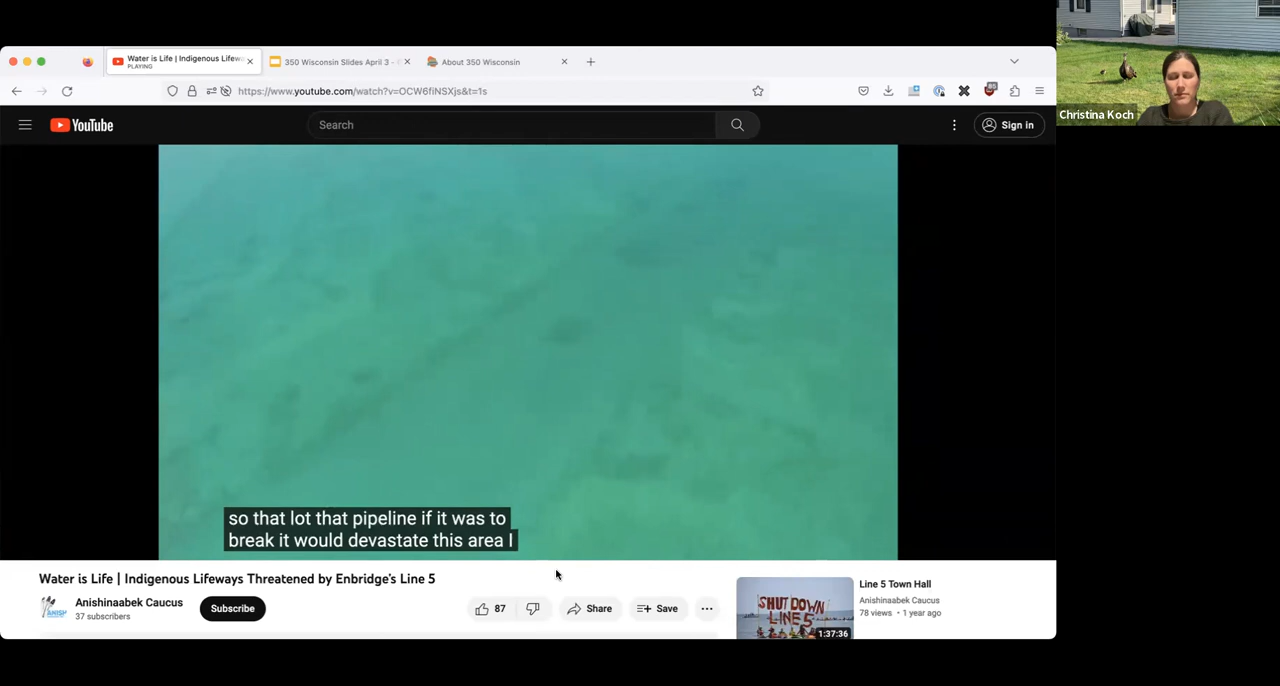 Water is Life | Indigenous Lifew
PLAYING
350 Wisconsin Slides April 3 -
About 350 Wisconsin
https://www.youtube.com/watch?v=OCW6fiNSXjs&t=1s
YouTube
Search
Sign in
Christina Koch
so that lot that pipeline if it was to
break it would devastate this area I
Water is Life | Indigenous Lifeways Threatened by Enbridge's Line 5
Anishinaabek Caucus
37 subscribers
Subscribe
87
Share
Save
SHUT DOWN
LINE 5
1:37:36
Line 5 Town Hall
Anishinaabek Caucus
78 views • 1 year ago